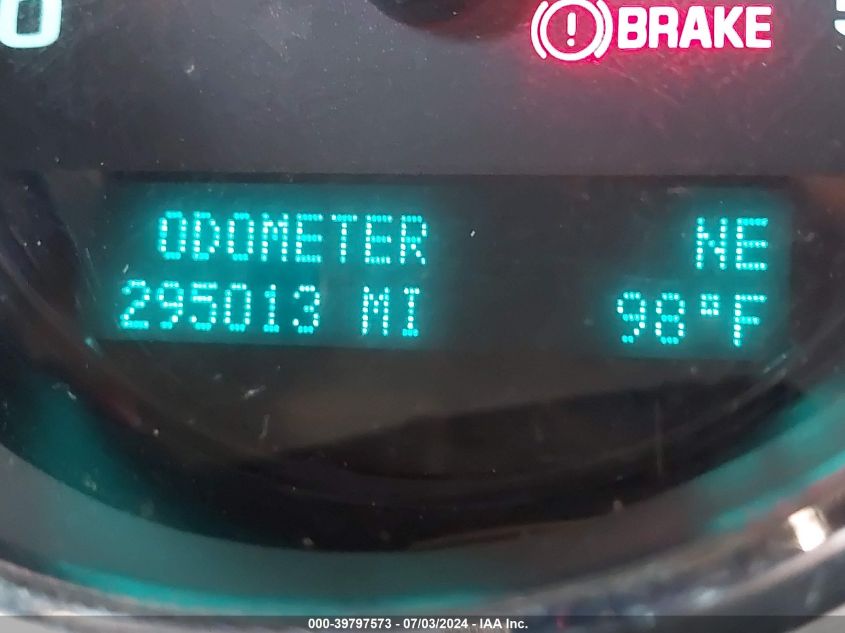 BRAKE
ODOMETER NE
295013 MI 98°F
000-39797573 - 07/03/2024 - IAA Inc.